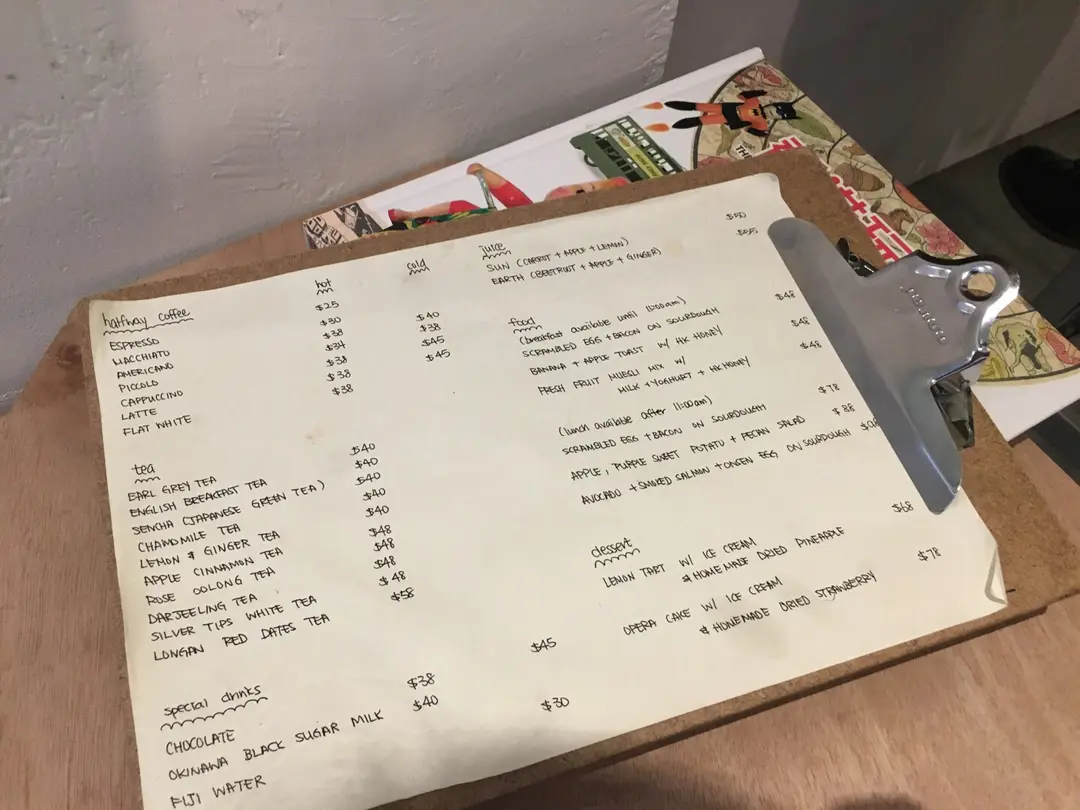 halfway coffee
hot
cold
ESPRESSO $25
MACCHIATO $30
AMERICANO $38
PICCOLO $34
CAPPUCCINO $38
LATTE $38
FLAT WHITE $38
$40
$38
$45
$45
tea
EARL GREY TEA $40
ENGLISH BREAKFAST TEA $40
SENCHA (JAPANESE GREEN TEA) $40
CHAMOMILE TEA $40
LEMON & GINGER TEA $40
APPLE CINNAMON TEA $48
ROSE OOLONG TEA $48
DARJEELING TEA $48
SILVER TIPS WHITE TEA $48
LONGAN RED DATES TEA $58
special drinks
CHOCOLATE $38 $45
OKINAWA BLACK SUGAR MILK $40
FIJI WATER $30
juice
SUN (CARROT + APPLE + LEMON) $50
EARTH (BEETROOT + APPLE + GINGER) $55
food
(breakfast available until 11:00am)
SCRAMBLED EGG + BACON ON SOURDOUGH $48
BANANA + APPLE TOAST W/ HK HONEY $48
FRESH FRUIT MUESLI MIX W/ $48
MILK + YOGHURT + HK HONEY
(lunch available after 11:00am)
SCRAMBLED EGG + BACON ON SOURDOUGH $78
APPLE, PURPLE SWEET POTATO + PECAN SALAD $88
AVOCADO + SMOKED SALMON + ONSEN EGG ON SOURDOUGH
dessert
LEMON TART W/ ICE CREAM $68
& HOMEMADE DRIED PINEAPPLE
OPERA CAKE W/ ICE CREAM $78
& HOMEMADE DRIED STRAWBERRY